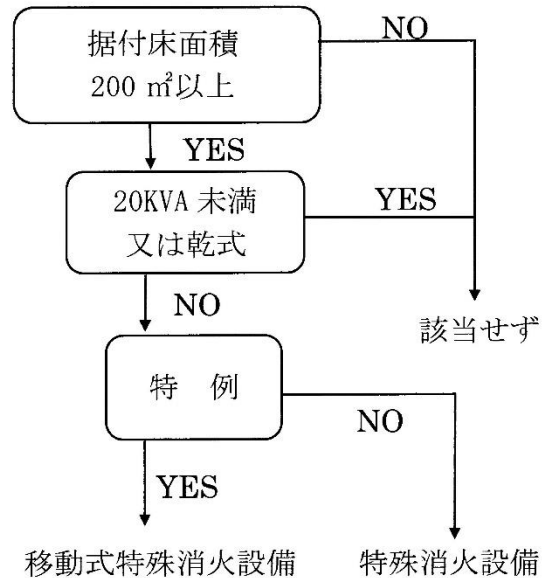 据付床面積
200 ㎡以上
NO
YES
20KVA 未満
又は乾式
YES
NO
該当せず
特 例
NO
YES
移動式特殊消火設備
特殊消火設備